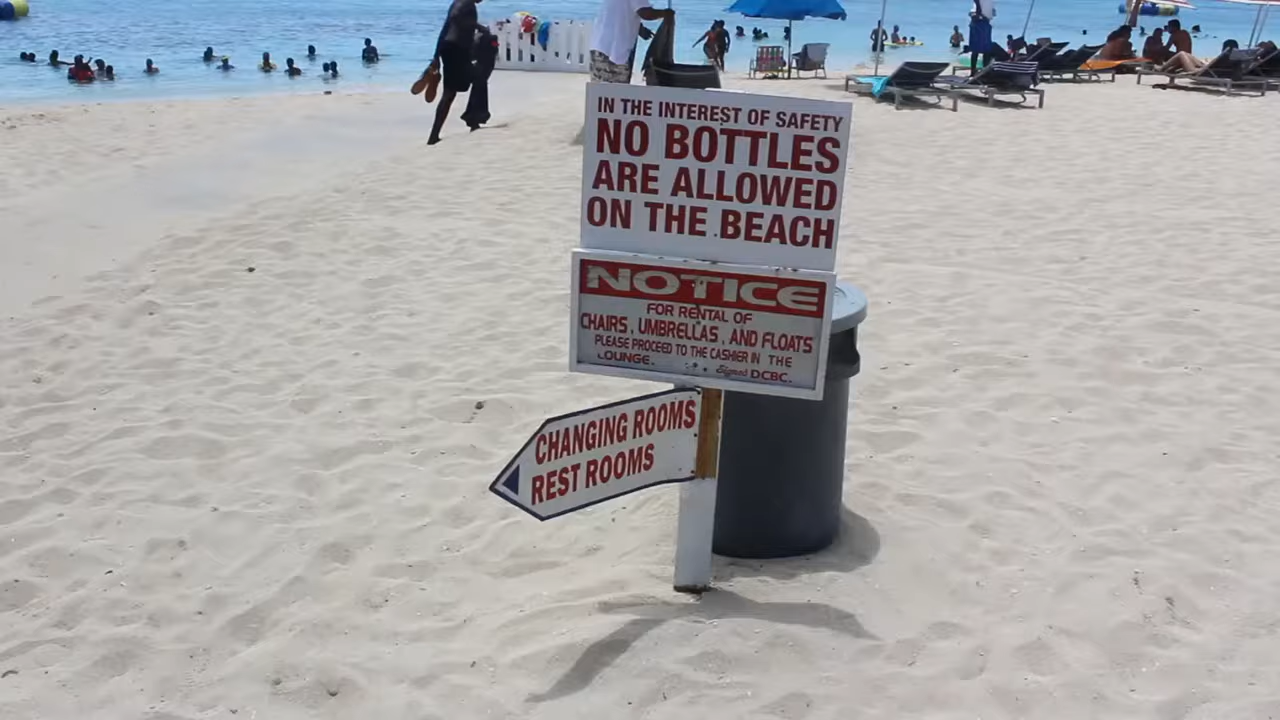 IN THE INTEREST OF SAFETY
NO BOTTLES
ARE ALLOWED
ON THE BEACH
NOTICE
FOR RENTAL OF
CHAIRS, UMBRELLAS, AND FLOATS
PLEASE PROCEED TO THE CASHIER IN THE
LOUNGE.
Signed DCBC.
CHANGING ROOMS
REST ROOMS